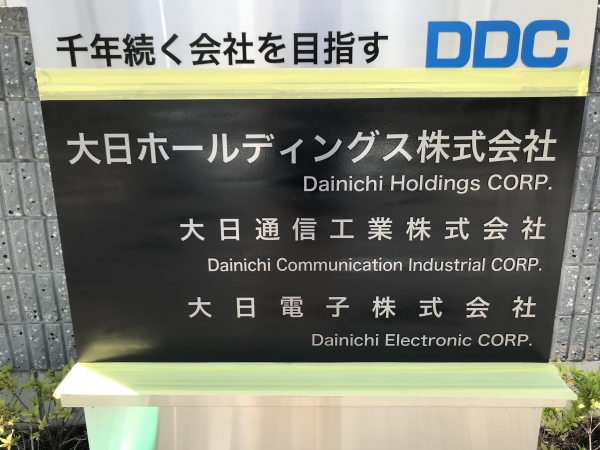 千年続く会社を目指す DDC
大日ホールディングス株式会社
Dainichi Holdings CORP.
大日通信工業株式会社
Dainichi Communication Industrial CORP.
大日電子株式会社
Dainichi Electronic CORP.